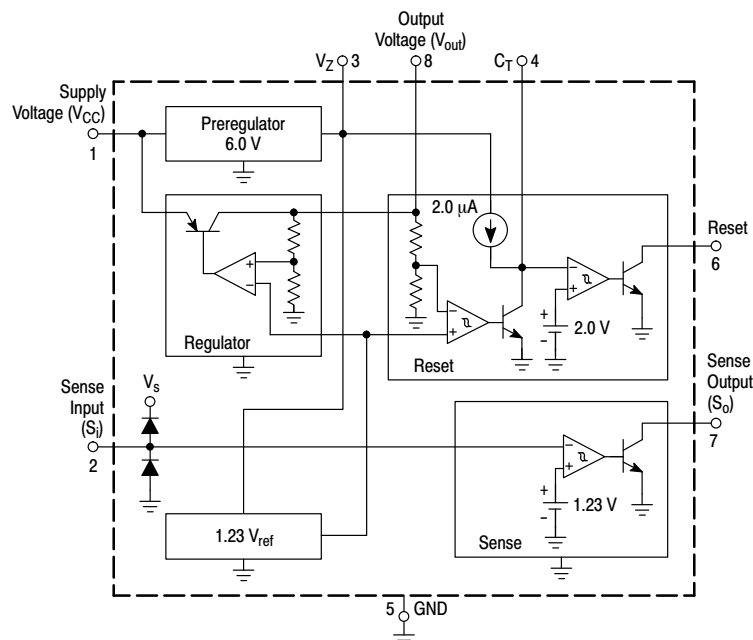 Output
Voltage (Vout)
VZ 3
8
CT 4
Supply
Voltage (VCC)
1
Preregulator
6.0 V
2.0 µA
Reset
6
+
-
-
+
-
+
+
-
2.0 V
Regulator
Reset
Sense
Input
(Si)
2
Vs
Sense
Output
(So)
7
-
+
+
-
1.23 V
1.23 Vref
Sense
5 GND